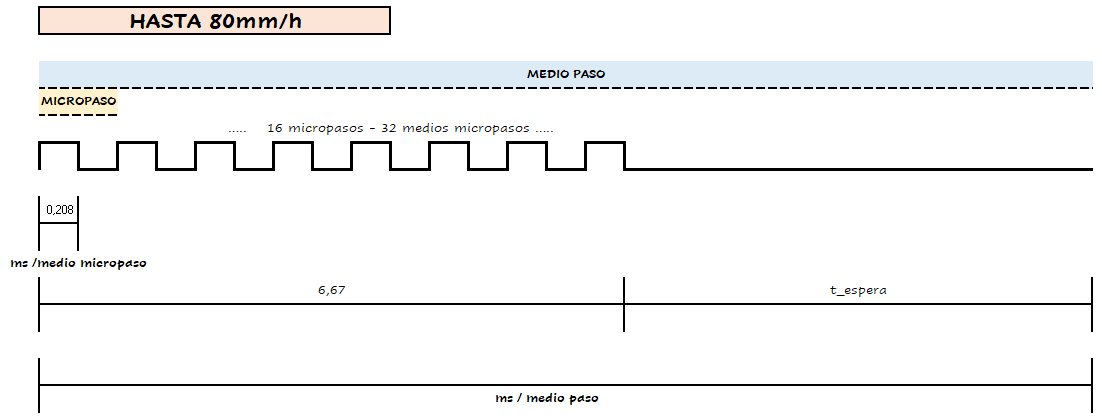 HASTA 80mm/h
MEDIO PASO
MICROPASO
..... 16 micropasos - 32 medios micropasos .....
0,208
ms /medio micropaso
6,67
t_espera
ms / medio paso